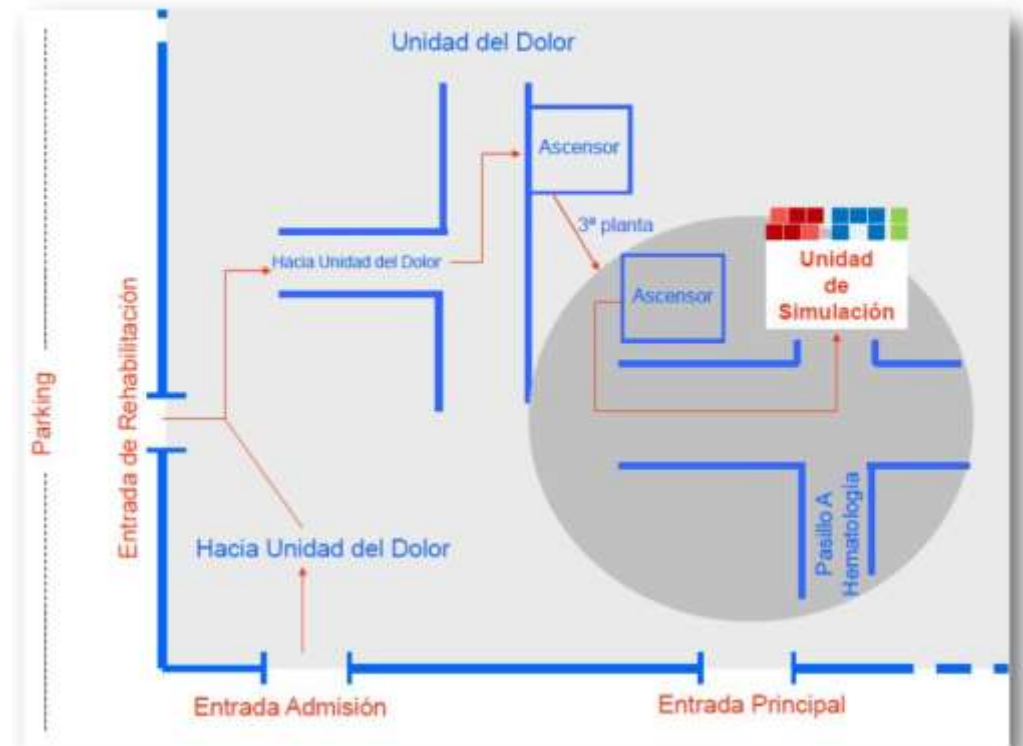 Unidad del Dolor
Ascensor
3ª planta
Hacia Unidad del Dolor
Ascensor
Unidad
de
Simulación
Parking
Entrada de Rehabilitación
Hacia Unidad del Dolor
Pasillo A
Hematología
Entrada Admisión
Entrada Principal